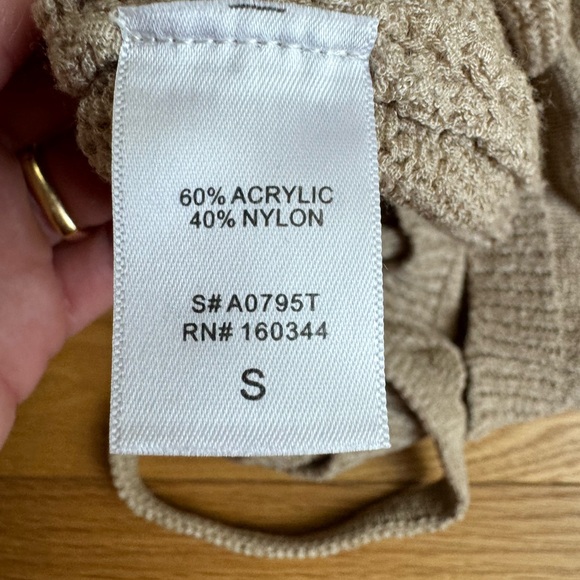 60% ACRYLIC
40% NYLON
S# A0795T
RN# 160344
S